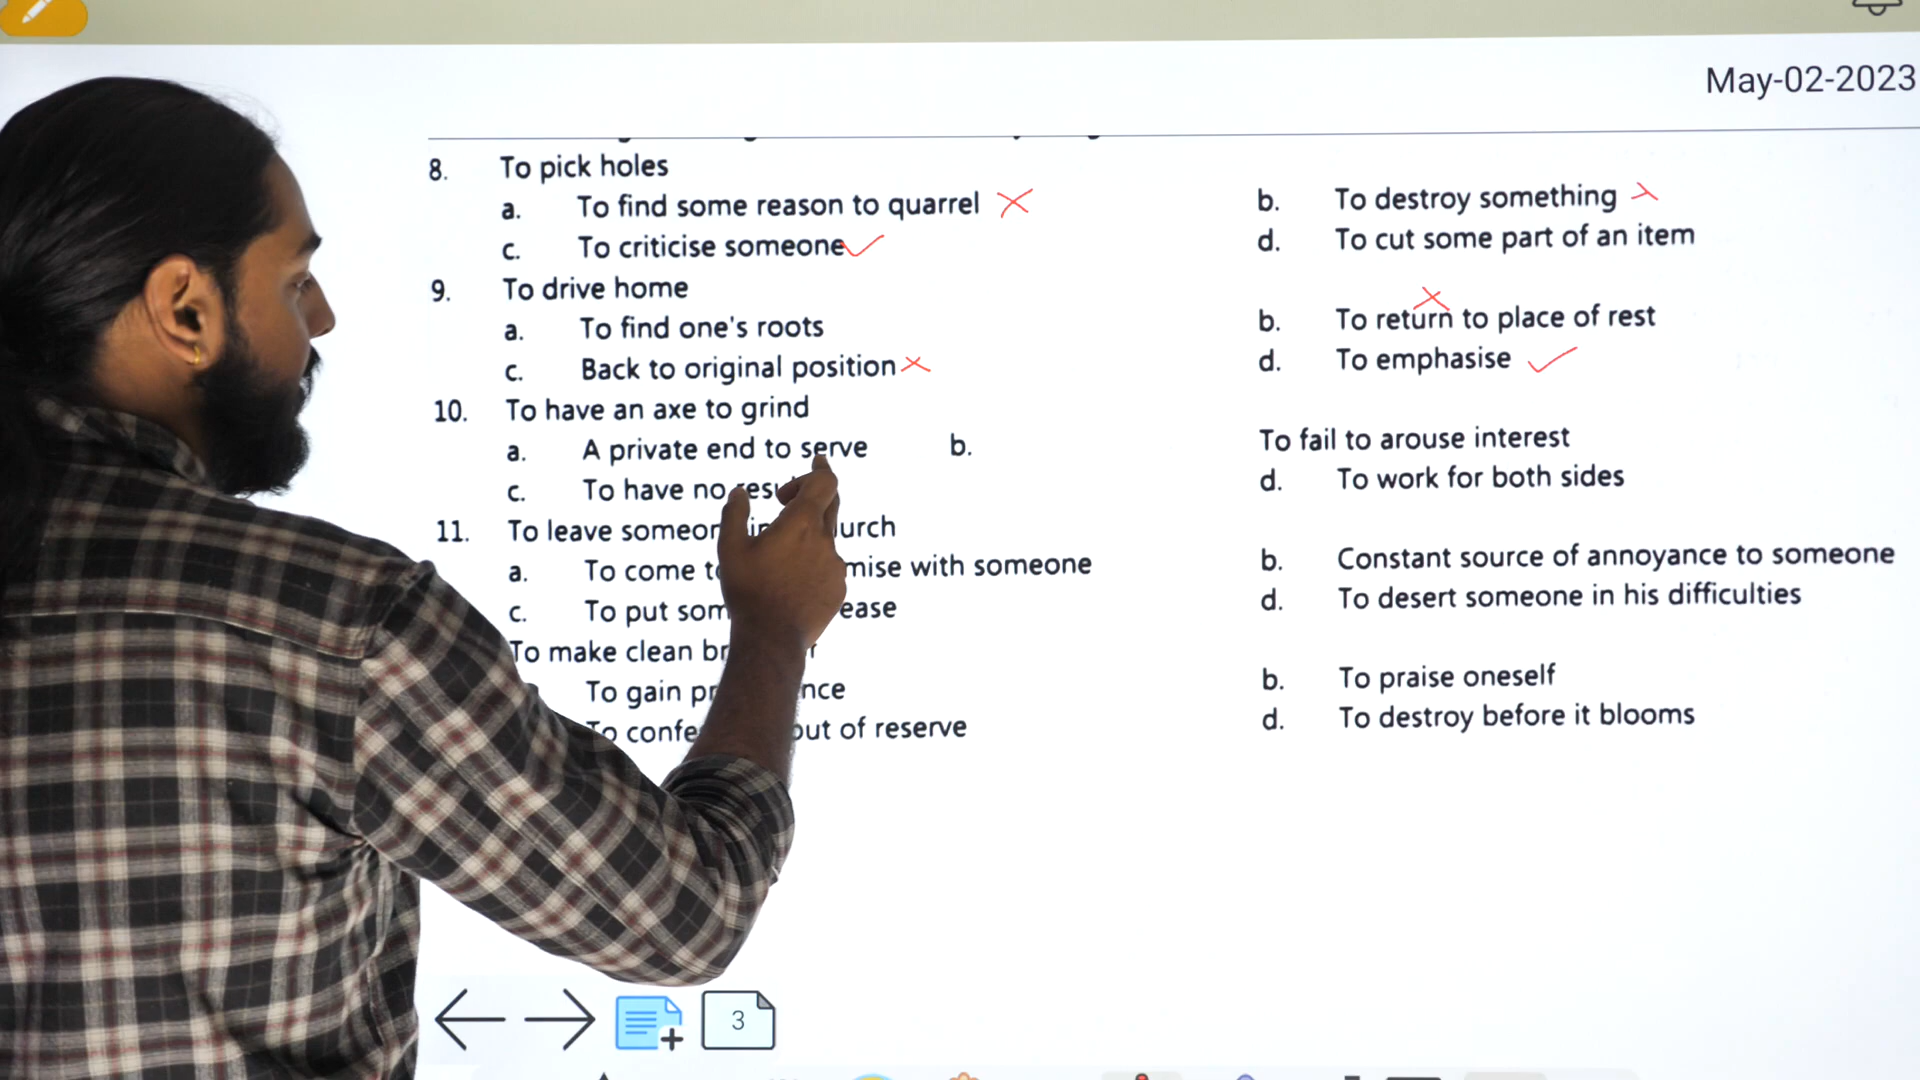 May-02-2023
8. To pick holes
a. To find some reason to quarrel b. To destroy something
c. To criticise someone d. To cut some part of an item
9. To drive home
a. To find one's roots b. To return to place of rest
c. Back to original position d. To emphasise
10. To have an axe to grind
a. A private end to serve b. To fail to arouse interest
c. To have no d. To work for both sides
11. To leave
a. To come with someone b. Constant source of annoyance to someone
c. To put ease d. To desert someone in his difficulties
To make clean
To gain b. To praise oneself
To out of reserve d. To destroy before it blooms
3